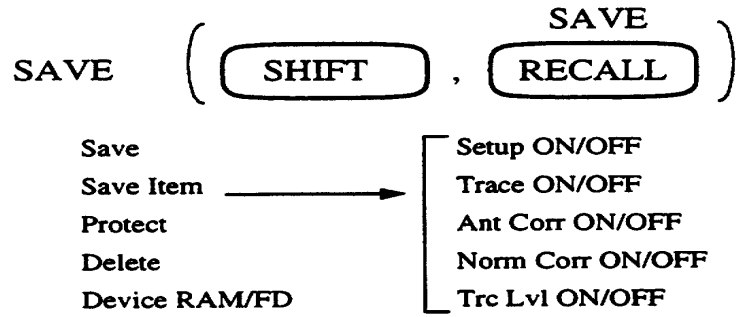 SAVE
SAVE ( SHIFT , RECALL )
Save
Save Item
Protect
Delete
Device RAM/FD
Setup ON/OFF
Trace ON/OFF
Ant Corr ON/OFF
Norm Corr ON/OFF
Trc Lvl ON/OFF